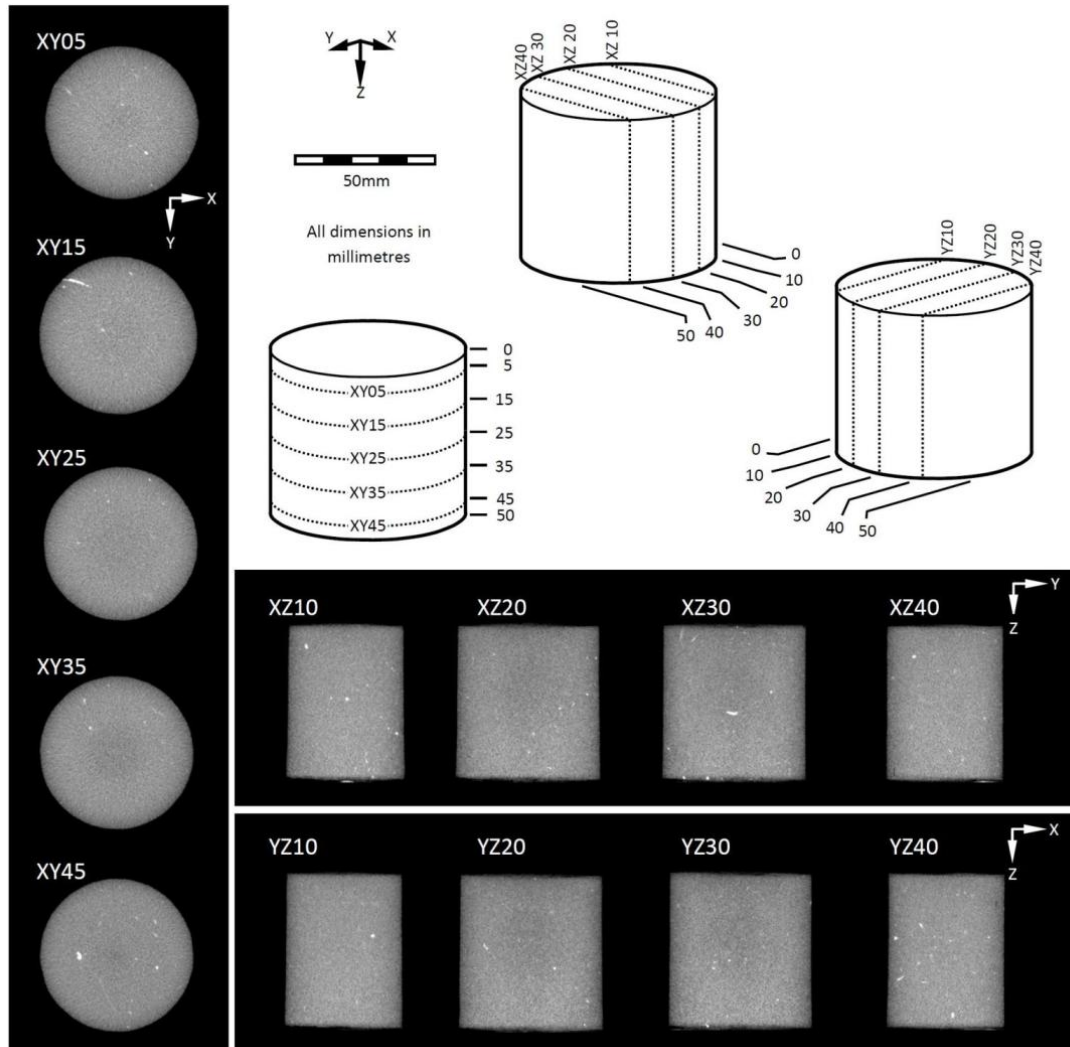 XY05
X
Y
XY15
XY25
XY35
XY45
Y X
Z
50mm
All dimensions in
millimetres
XZ40
XZ 30
XZ 20
XZ 10
0
10
20
30
40
50
YZ10
YZ20
YZ30
YZ40
0
10
20
30
40
50
0
5
XY05
15
XY15
25
XY25
35
XY35
45
XY45
50
XZ10 XZ20 XZ30 XZ40
Y
Z
YZ10 YZ20 YZ30 YZ40
X
Z